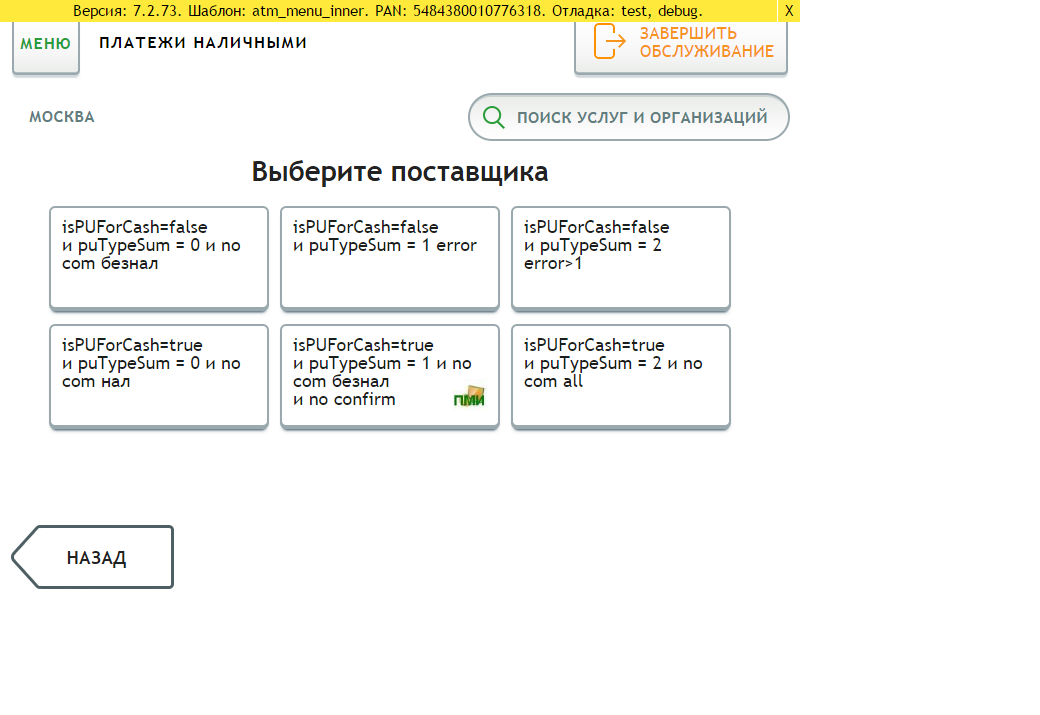 Версия: 7.2.73. Шаблон: atm_menu_inner. PAN: 5484380010776318. Отладка: test, debug. X
МЕНЮ ПЛАТЕЖИ НАЛИЧНЫМИ
ЗАВЕРШИТЬ
ОБСЛУЖИВАНИЕ
МОСКВА
ПОИСК УСЛУГ И ОРГАНИЗАЦИЙ
Выберите поставщика
isPUForCash=false
и puTypeSum = 0 и no
com безнал
isPUForCash=false
и puTypeSum = 1 error
isPUForCash=false
и puTypeSum = 2
error>1
isPUForCash=true
и puTypeSum = 0 и no
com нал
isPUForCash=true
и puTypeSum = 1 и no
com безнал
и no confirm
ПМИ
isPUForCash=true
и puTypeSum = 2 и no
com all
НАЗАД